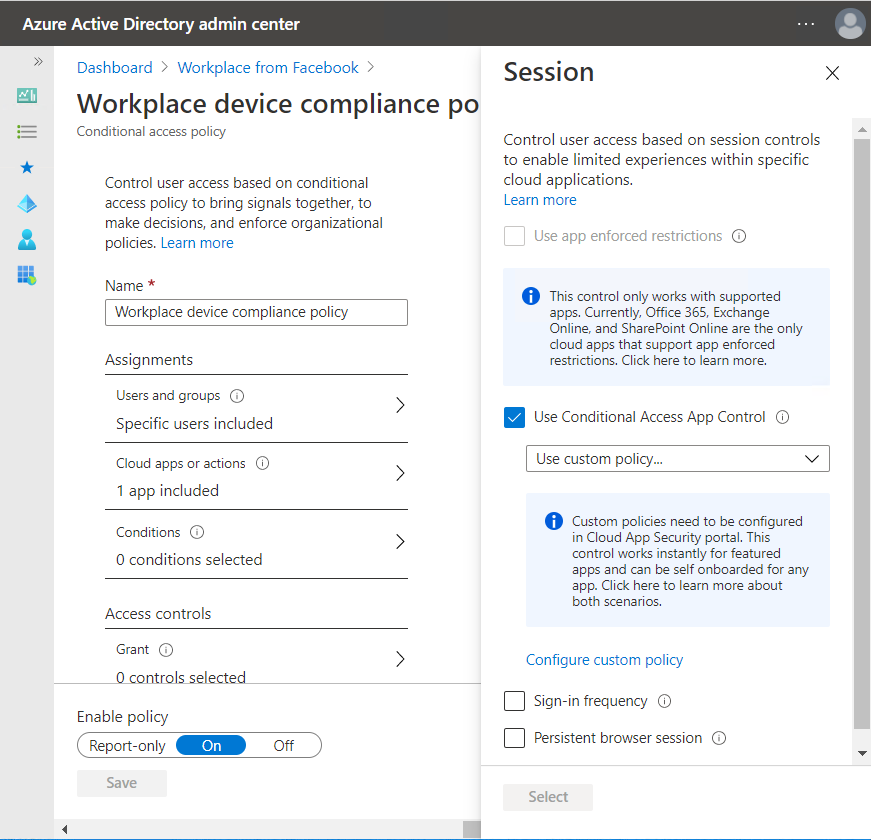 Azure Active Directory admin center
Dashboard > Workplace from Facebook >
Workplace device compliance po
Conditional access policy
Control user access based on conditional
access policy to bring signals together, to
make decisions, and enforce organizational
policies. Learn more
Name *
Workplace device compliance policy
Assignments
Users and groups
Specific users included
Cloud apps or actions
1 app included
Conditions
0 conditions selected
Access controls
Grant
0 controls selected
Enable policy
Report-only On Off
Save
Session
Control user access based on session controls
to enable limited experiences within specific
cloud applications.
Learn more
Use app enforced restrictions
This control only works with supported
apps. Currently, Office 365, Exchange
Online, and SharePoint Online are the only
cloud apps that support app enforced
restrictions. Click here to learn more.
Use Conditional Access App Control
Use custom policy...
Custom policies need to be configured
in Cloud App Security portal. This
control works instantly for featured
apps and can be self onboarded for any
app. Click here to learn more about
both scenarios.
Configure custom policy
Sign-in frequency
Persistent browser session
Select